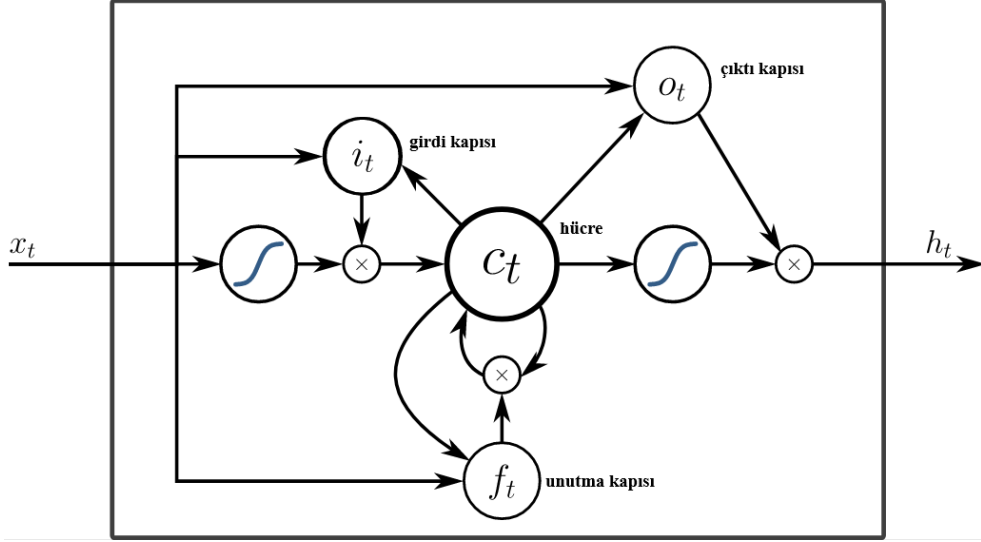 çıktı kapısı
o_t
girdi kapısı
i_t
hücre
x_t
×
c_t
×
h_t
×
f_t
unutma kapısı